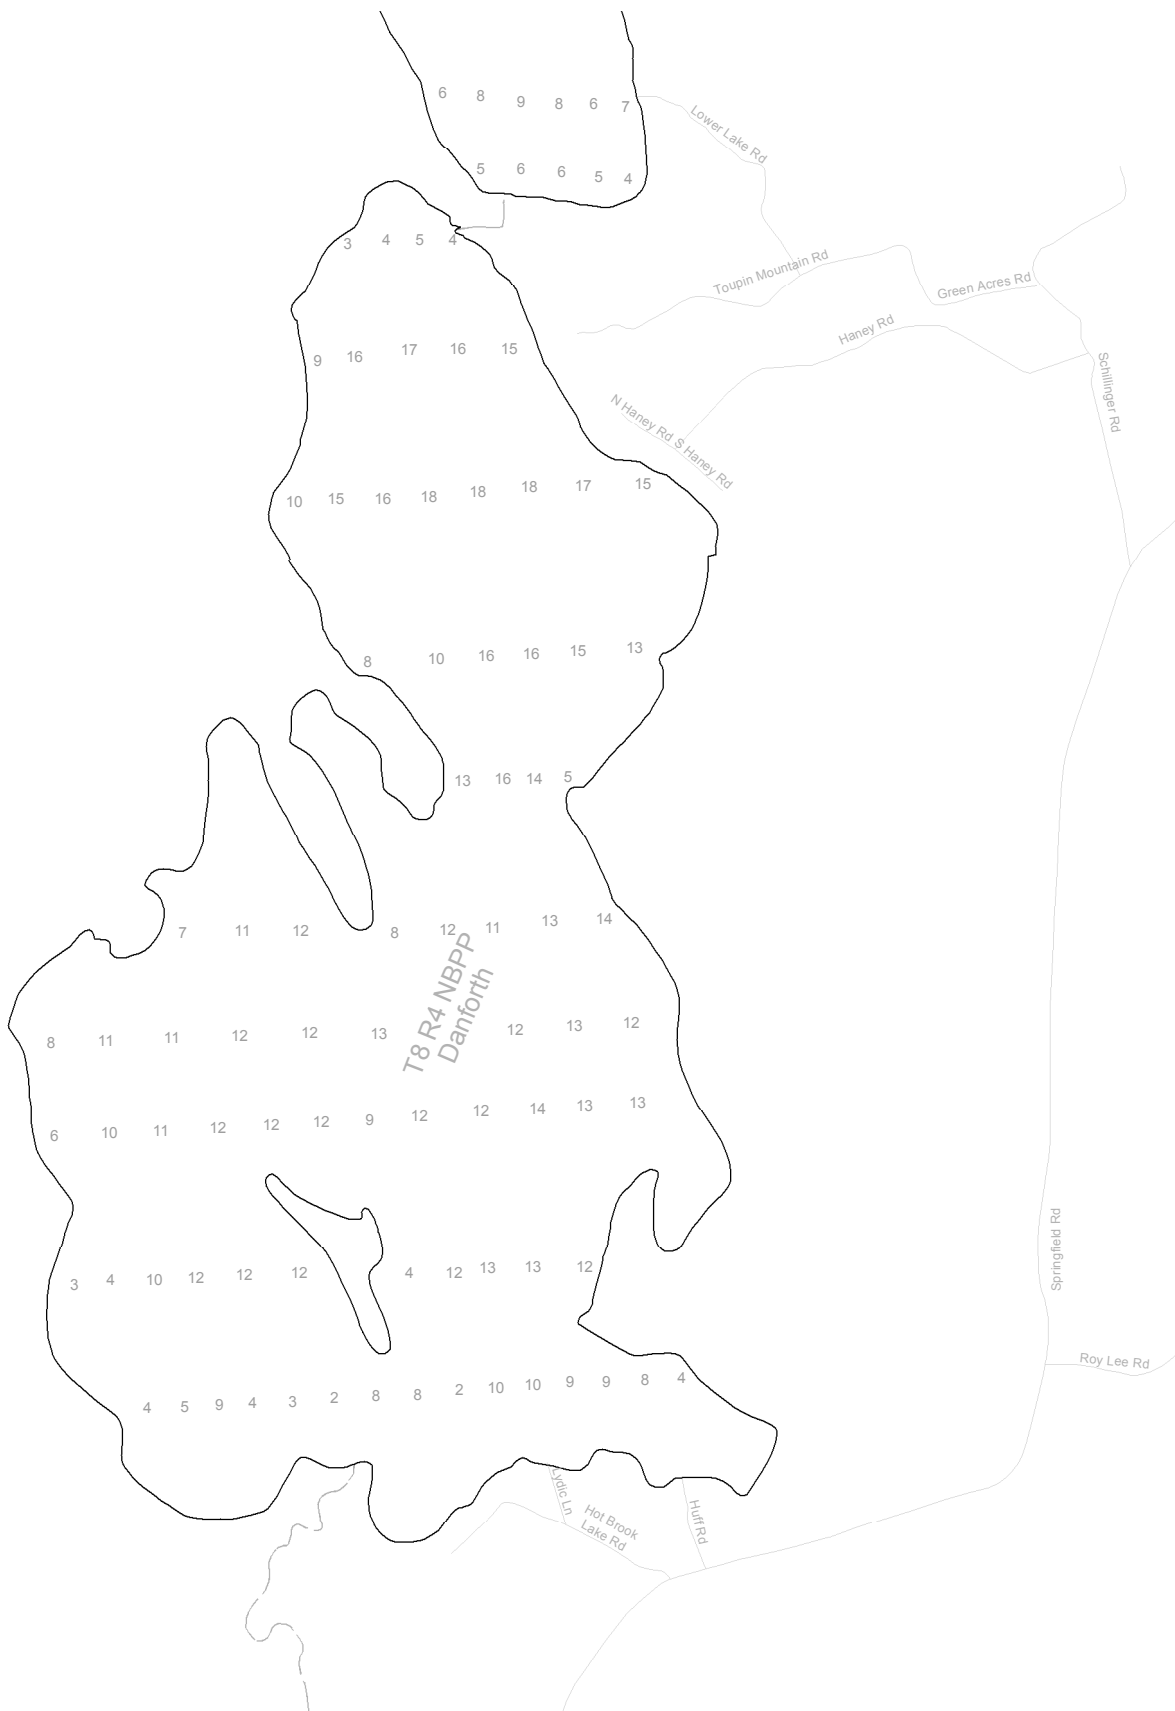 6 8 9 8 6 7
5 6 6 5 4
Lower Lake Rd
3 4 5 4
Toupin Mountain Rd
Green Acres Rd
Haney Rd
9 16 17 16 15
Schillinger Rd
N Haney Rd S Haney Rd
10 15 16 18 18 18 17 15
8 10 16 16 15 13
13 16 14 5
7 11 12 8 12 11 13 14
T8 R4 NBPP
Danforth
8 11 11 12 12 13 12 13 12
6 10 11 12 12 12 9 12 12 14 13 13
Springfield Rd
3 4 10 12 12 12 4 12 13 13 12
Roy Lee Rd
4 5 9 4 3 2 8 8 2 10 10 9 9 8 4
Lydic Ln
Hot Brook
Lake Rd
Huff Rd